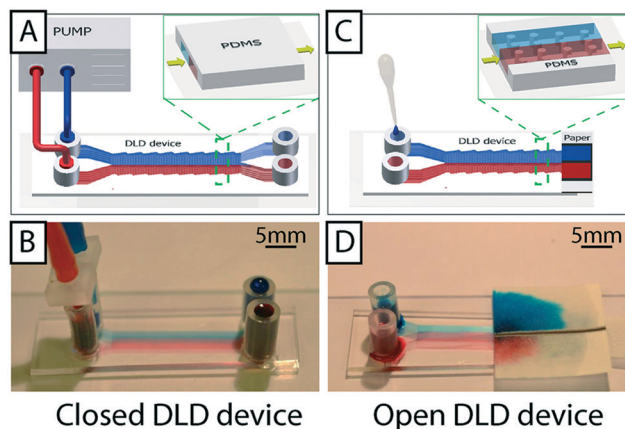 A
PUMP
PDMS
DLD device
C
PDMS
DLD device
Paper
B
5mm
D
5mm
Closed DLD device
Open DLD device